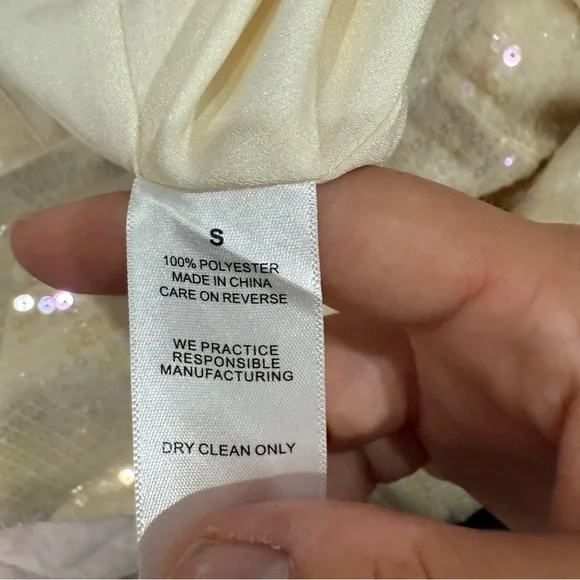 S
100% POLYESTER
MADE IN CHINA
CARE ON REVERSE
WE PRACTICE
RESPONSIBLE
MANUFACTURING
DRY CLEAN ONLY